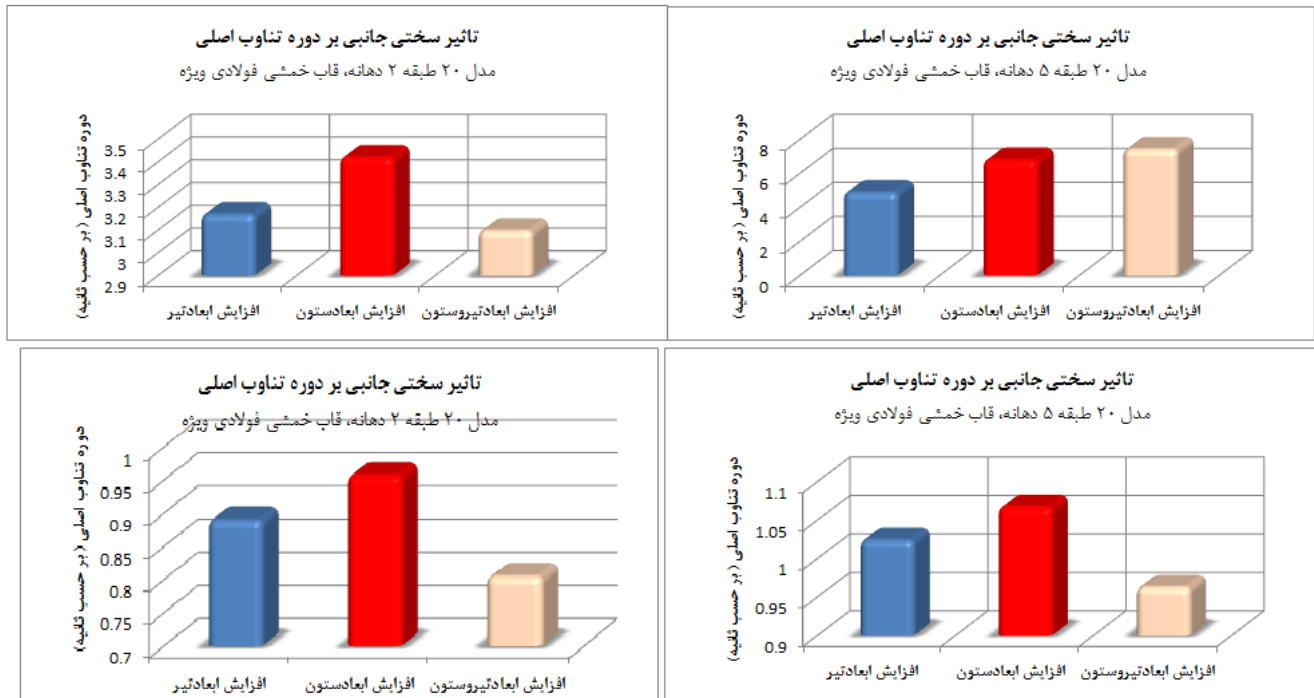 تاثیر سختی جانبی بر دوره تناوب اصلی
مدل ۲۰ طبقه ۲ دهانه، قاب خمشی فولادی ویژه
دوره تناوب اصلی ( بر حسب ثانیه)
3.5
3.4
3.3
3.2
3.1
3
2.9
افزایش ابعادتیر
افزایش ابعادستون
افزایش ابعادتیروستون
تاثیر سختی جانبی بر دوره تناوب اصلی
مدل ۲۰ طبقه ۵ دهانه، قاب خمشی فولادی ویژه
دوره تناوب اصلی ( بر حسب ثانیه)
8
6
4
2
0
افزایش ابعادتیر
افزایش ابعادستون
افزایش ابعادتیروستون
تاثیر سختی جانبی بر دوره تناوب اصلی
مدل ۲۰ طبقه ۲ دهانه، قاب خمشی فولادی ویژه
دوره تناوب اصلی ( بر حسب ثانیه)
1
0.95
0.9
0.85
0.8
0.75
0.7
افزایش ابعادتیر
افزایش ابعادستون
افزایش ابعادتیروستون
تاثیر سختی جانبی بر دوره تناوب اصلی
مدل ۲۰ طبقه ۵ دهانه، قاب خمشی فولادی ویژه
دوره تناوب اصلی ( بر حسب ثانیه)
1.1
1.05
1
0.95
0.9
افزایش ابعادتیر
افزایش ابعادستون
افزایش ابعادتیروستون